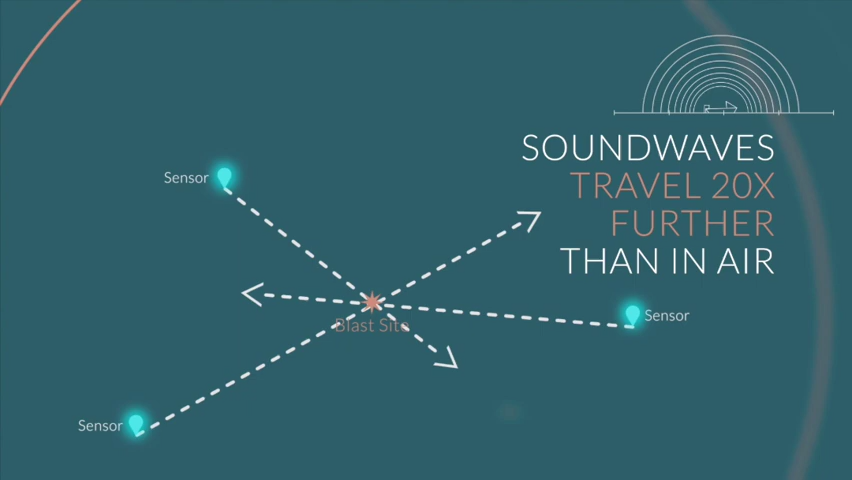 SOUNDWAVES
TRAVEL 20X
FURTHER
THAN IN AIR
Sensor
Sensor
Blast Site
Sensor